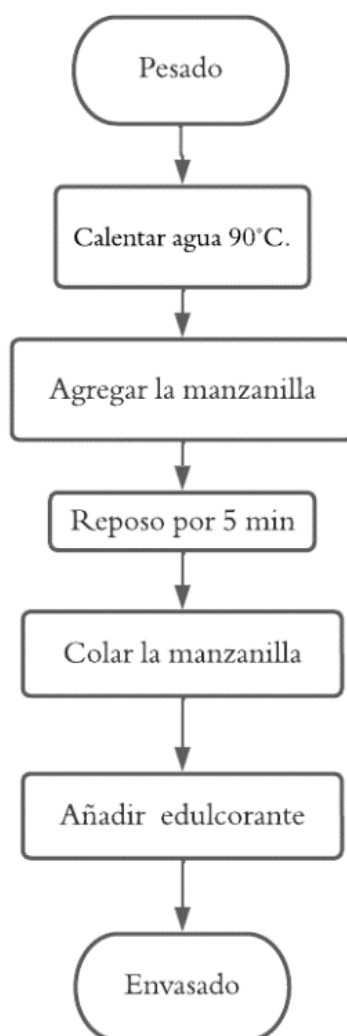 Pesado
Calentar agua 90°C.
Agregar la manzanilla
Reposo por 5 min
Colar la manzanilla
Añadir edulcorante
Envasado